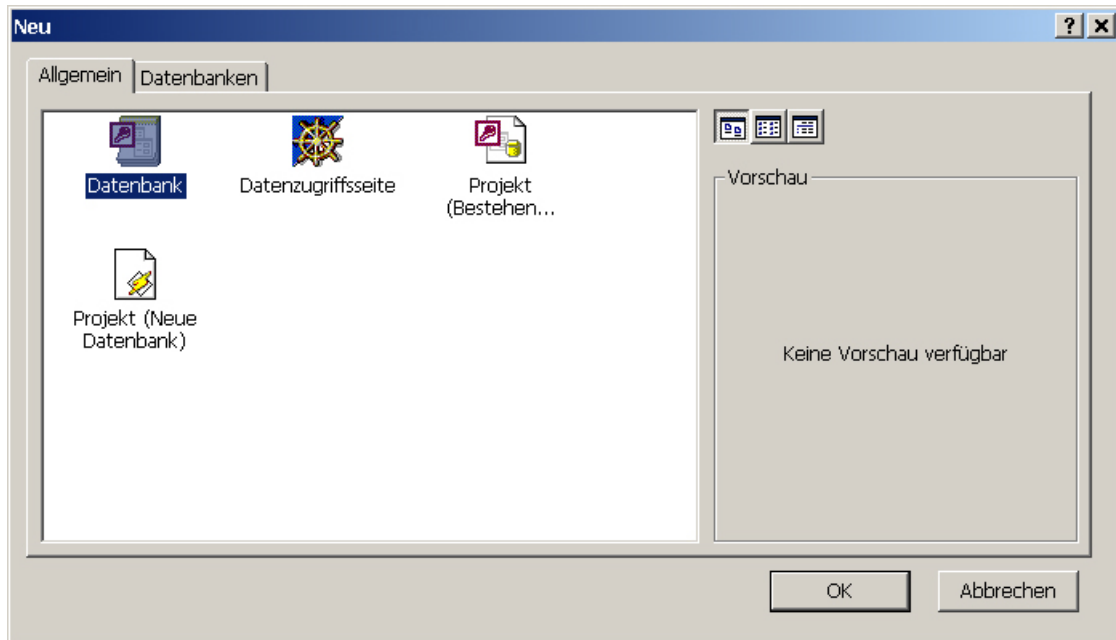 Neu
Allgemein
Datenbanken
Datenbank
Datenzugriffsseite
Projekt
(Bestehen...
Projekt (Neue
Datenbank)
Vorschau
Keine Vorschau verfügbar
OK
Abbrechen